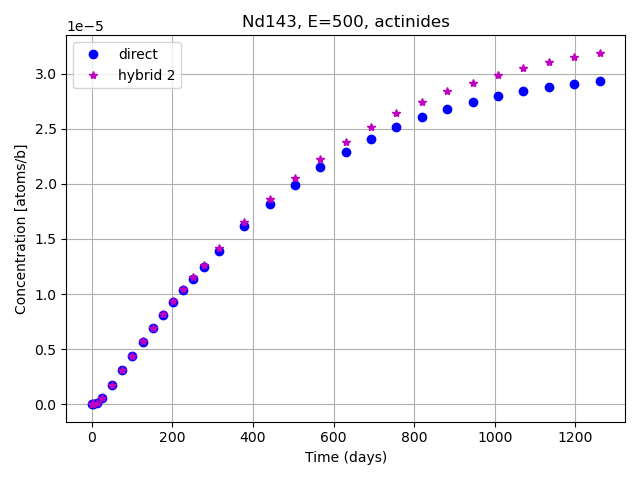 Nd143, E=500, actinides
1e−5
direct
hybrid 2
3.0
2.5
2.0
1.5
1.0
0.5
0.0
Concentration [atoms/b]
0 200 400 600 800 1000 1200
Time (days)